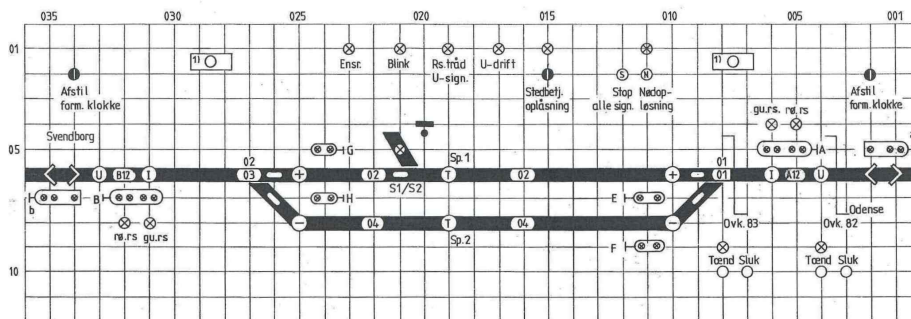 035 030 025 020 015 010 005 001
01
1)
Ensr.
Blink
Rs.tråd
U-sign.
U-drift
1)
Afstil
form. klokke
Stedbetj.
oplåsning
S
Stop
alle sign.
N
Nødop-
løsning
gu.rs.
rø.rs
Afstil
form. klokke
Svendborg
05
G
Sp.1
A
02
01
U B12 I 03 + 02 S1/S2 T 02 + 01 I A12 U
b
B
H
E
Ovk. 83
Ovk. 82
Odense
rø.rs
gu.rs
− 04 T 04 −
Sp.2
F
10
Tænd Sluk
Tænd Sluk